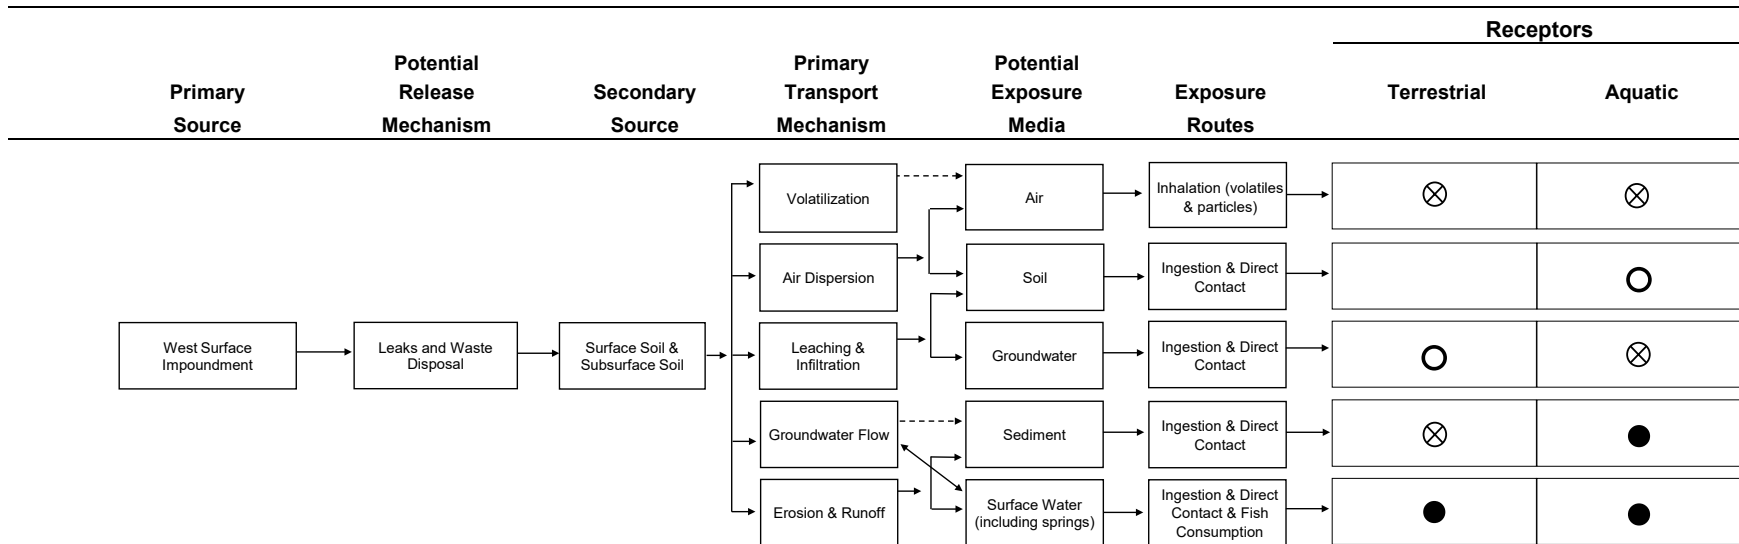 Receptors
Potential
Primary
Potential
Primary
Release
Secondary
Transport
Exposure
Exposure
Terrestrial
Aquatic
Source
Mechanism
Source
Mechanism
Media
Routes
Volatilization
Air
Inhalation (volatiles
& particles)
Air Dispersion
Soil
Ingestion & Direct
Contact
West Surface
Impoundment
Leaks and Waste
Disposal
Surface Soil &
Subsurface Soil
Leaching &
Infiltration
Groundwater
Ingestion & Direct
Contact
Groundwater Flow
Sediment
Ingestion & Direct
Contact
Erosion & Runoff
Surface Water
(including springs)
Ingestion & Direct
Contact & Fish
Consumption